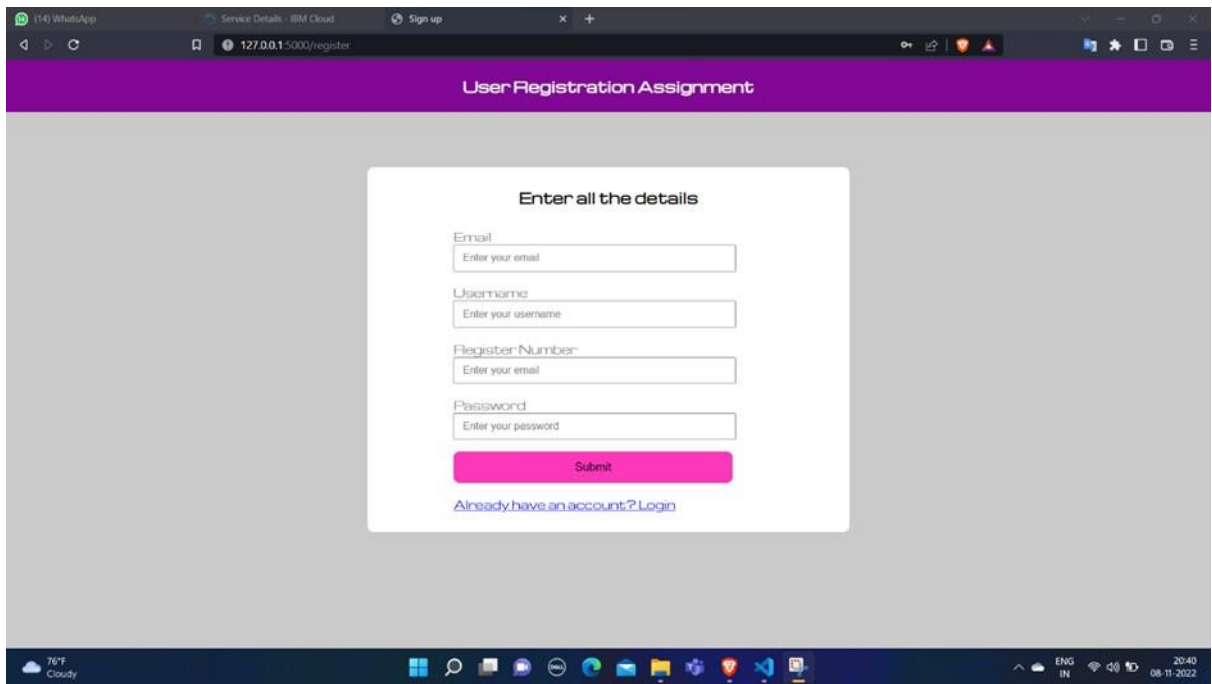 (14) WhatsApp
Service Details - IBM Cloud
Sign up
127.0.0.1:5000/register
User Registration Assignment
Enter all the details
Email
Enter your email
Username
Enter your username
Register Number
Enter your email
Password
Enter your password
Submit
Already have an account? Login
76°F
Cloudy
DELL
ENG
IN
20:40
08-11-2022